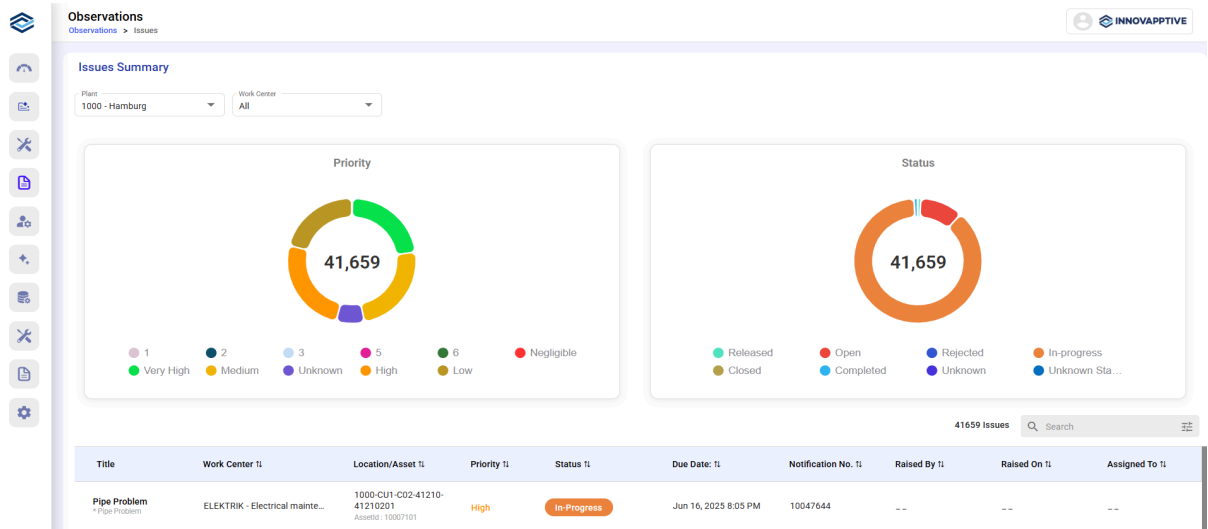 Observations
Observations > Issues
INNOVAPPTIVE
Issues Summary
Plant
1000 - Hamburg
Work Center
All
Priority
41,659
1
2
3
5
6
Negligible
Very High
Medium
Unknown
High
Low
Status
41,659
Released
Open
Rejected
In-progress
Closed
Completed
Unknown
Unknown Sta...
41659 Issues
Search
Title
Work Center
Location/Asset
Priority
Status
Due Date:
Notification No.
Raised By
Raised On
Assigned To
Pipe Problem
* Pipe Problem
ELEKTRIK - Electrical mainte...
1000-CU1-C02-41210-
41210201
AssetId : 10007101
High
In-Progress
Jun 16, 2025 8:05 PM
10047644
_ _
_ _
_ _